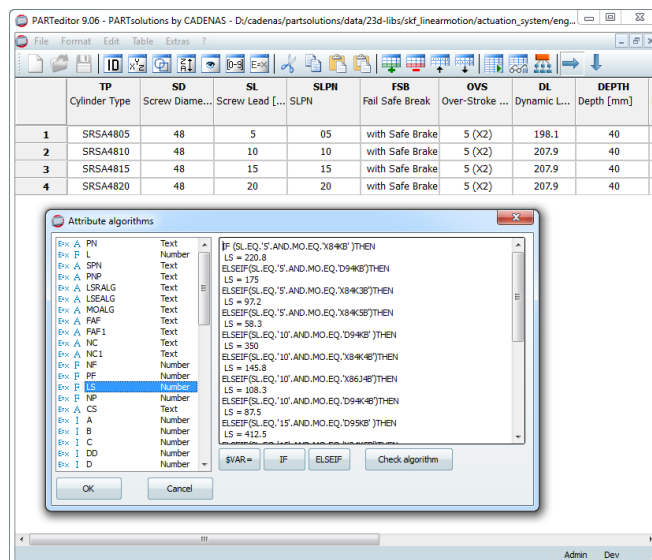 PARTeditor 9.06 - PARTsolutions by CADENAS - D:/cadenas/partsolutions/data/23d-libs/skf_linearmotion/actuation_system/eng...
File Format Edit Table Extras ?
ID xyz 0-9 E=X
TP SD SL SLPN FSB OVS DL DEPTH
Cylinder Type Screw Diame... Screw Lead [... SLPN Fail Safe Break Over-Stroke ... Dynamic L... Depth [mm]
1 SRSA4805 48 5 05 with Safe Brake 5 (X2) 198.1 40
2 SRSA4810 48 10 10 with Safe Brake 5 (X2) 207.9 40
3 SRSA4815 48 15 15 with Safe Brake 5 (X2) 207.9 40
4 SRSA4820 48 20 20 with Safe Brake 5 (X2) 207.9 40
Attribute algorithms
E=x A PN Text
E=x F L Number
E=x A SPN Text
E=x A PNP Text
E=x A LSRALG Text
E=x A LSEALG Text
E=x A MOALG Text
E=x A FAF Text
E=x A FAF1 Text
E=x A NC Text
E=x A NC1 Text
E=x F NF Number
E=x F PF Number
E=x F LS Number
E=x F NP Number
E=x A CS Text
E=x I A Number
E=x I B Number
E=x I C Number
E=x I DD Number
E=x I D Number
IF (SL.EQ.'5'.AND.MO.EQ.'X84KB' )THEN
LS = 220.8
ELSEIF(SL.EQ.'5'.AND.MO.EQ.'D94KB')THEN
LS = 175
ELSEIF(SL.EQ.'5'.AND.MO.EQ.'X84K3B')THEN
LS = 97.2
ELSEIF(SL.EQ.'5'.AND.MO.EQ.'X84K5B')THEN
LS = 58.3
ELSEIF(SL.EQ.'10'.AND.MO.EQ.'D94KB' )THEN
LS = 350
ELSEIF(SL.EQ.'10'.AND.MO.EQ.'X84K4B')THEN
LS = 145.8
ELSEIF(SL.EQ.'10'.AND.MO.EQ.'X86J4B')THEN
LS = 108.3
ELSEIF(SL.EQ.'10'.AND.MO.EQ.'D94K4B')THEN
LS = 87.5
ELSEIF(SL.EQ.'15'.AND.MO.EQ.'D95KB' )THEN
LS = 412.5
$VAR= IF ELSEIF Check algorithm
OK Cancel
Admin Dev